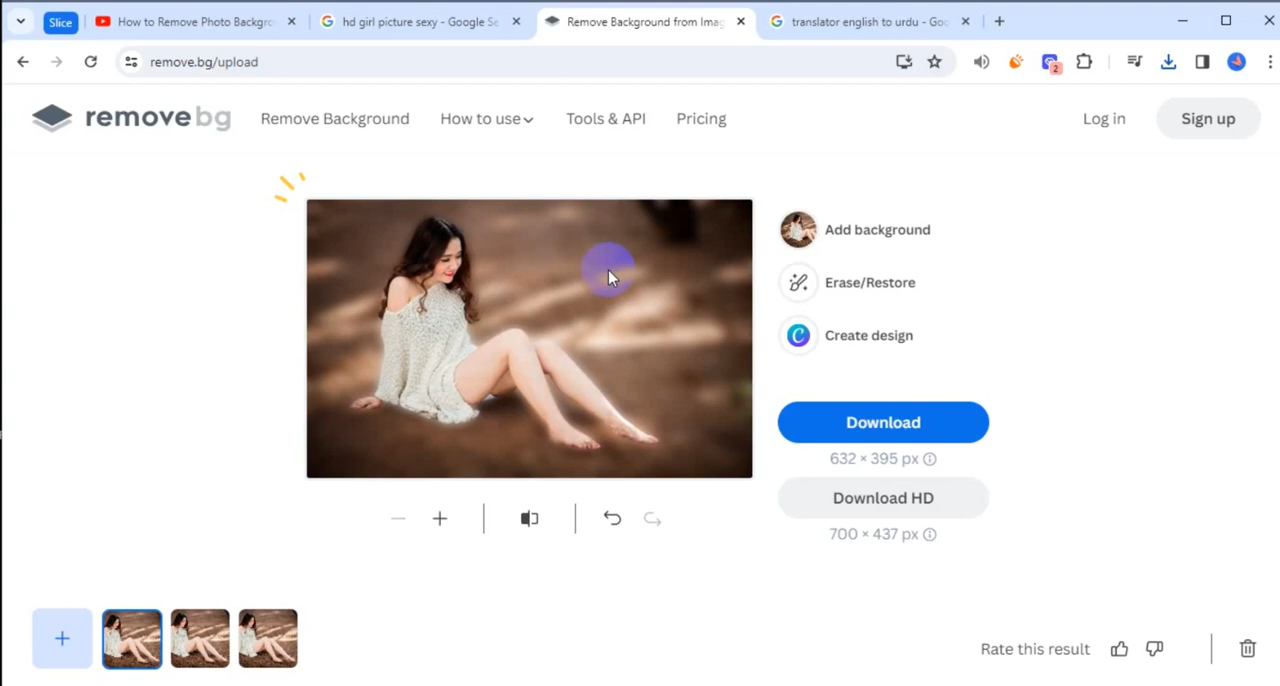 Slice
How to Remove Photo Backgro
hd girl picture sexy - Google Se
Remove Background from Imag
translator english to urdu - Goo
remove.bg/upload
2
removebg
Remove Background
How to use
Tools & API
Pricing
Log in
Sign up
Add background
Erase/Restore
Create design
Download
632 × 395 px
Download HD
700 × 437 px
Rate this result